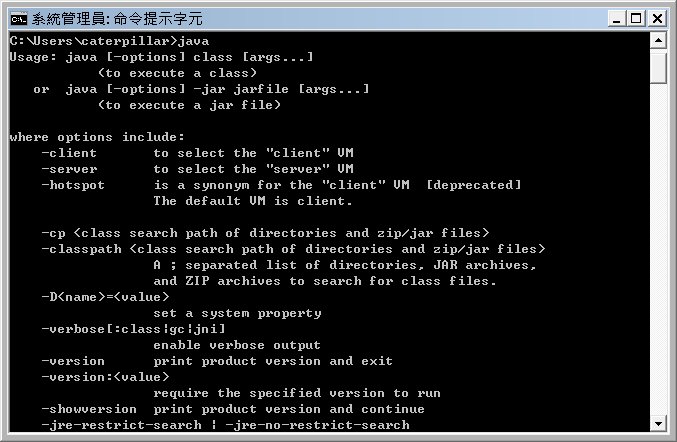 系統管理員: 命令提示字元
C:\Users\caterpillar>java
Usage: java [-options] class [args...]
           (to execute a class)
   or  java [-options] -jar jarfile [args...]
           (to execute a jar file)

where options include:
    -client       to select the "client" VM
    -server       to select the "server" VM
    -hotspot      is a synonym for the "client" VM  [deprecated]
                  The default VM is client.

    -cp <class search path of directories and zip/jar files>
    -classpath <class search path of directories and zip/jar files>
                  A ; separated list of directories, JAR archives,
                  and ZIP archives to search for class files.
    -D<name>=<value>
                  set a system property
    -verbose[:class|gc|jni]
                  enable verbose output
    -version      print product version and exit
    -version:<value>
                  require the specified version to run
    -showversion  print product version and continue
    -jre-restrict-search | -jre-no-restrict-search